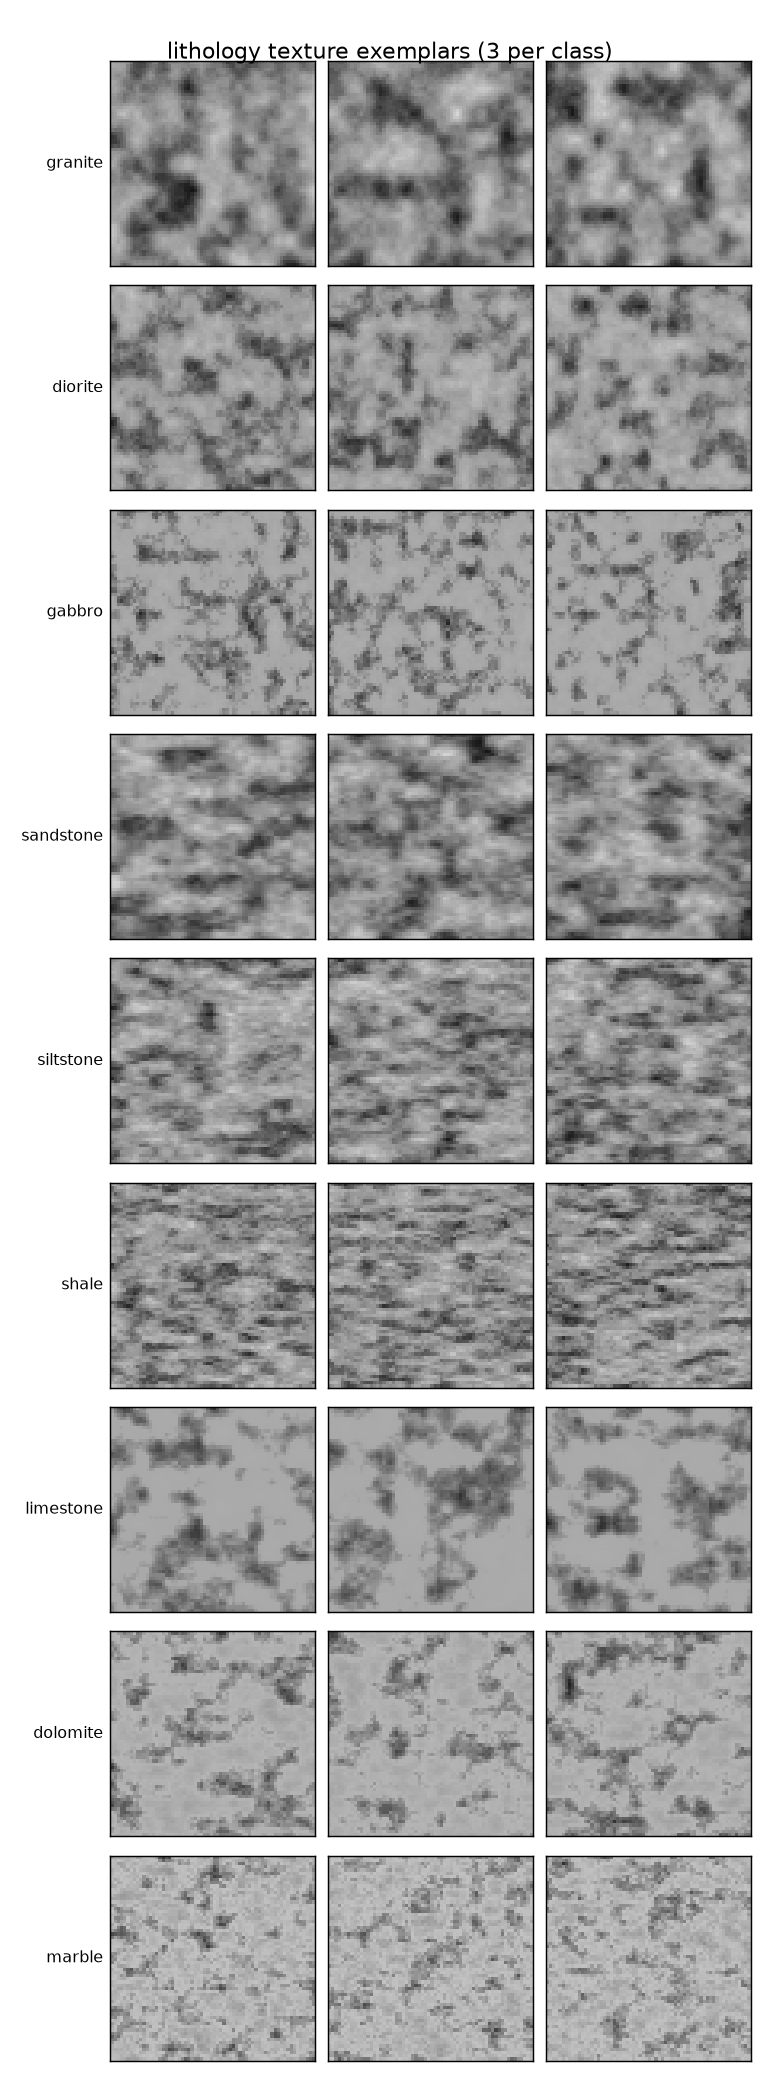 lithology texture exemplars (3 per class)
granite
diorite
gabbro
sandstone
siltstone
shale
limestone
dolomite
marble